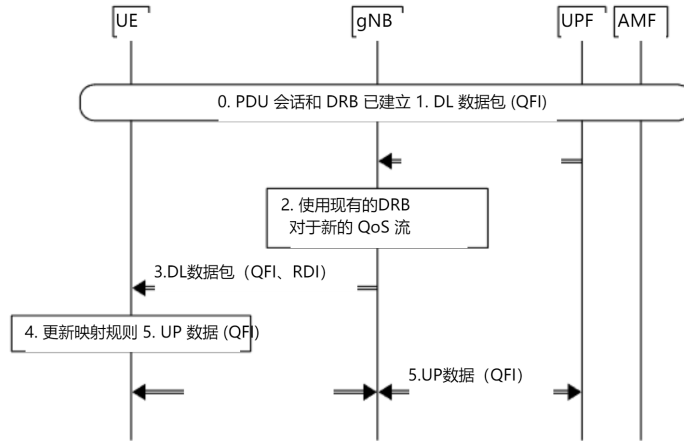 UE
gNB
UPF
AMF
0. PDU 会话和 DRB 已建立 1. DL 数据包 (QFI)
2. 使用现有的DRB
对于新的 QoS 流
3.DL数据包（QFI、RDI）
4. 更新映射规则 5. UP 数据 (QFI)
5.UP数据（QFI）